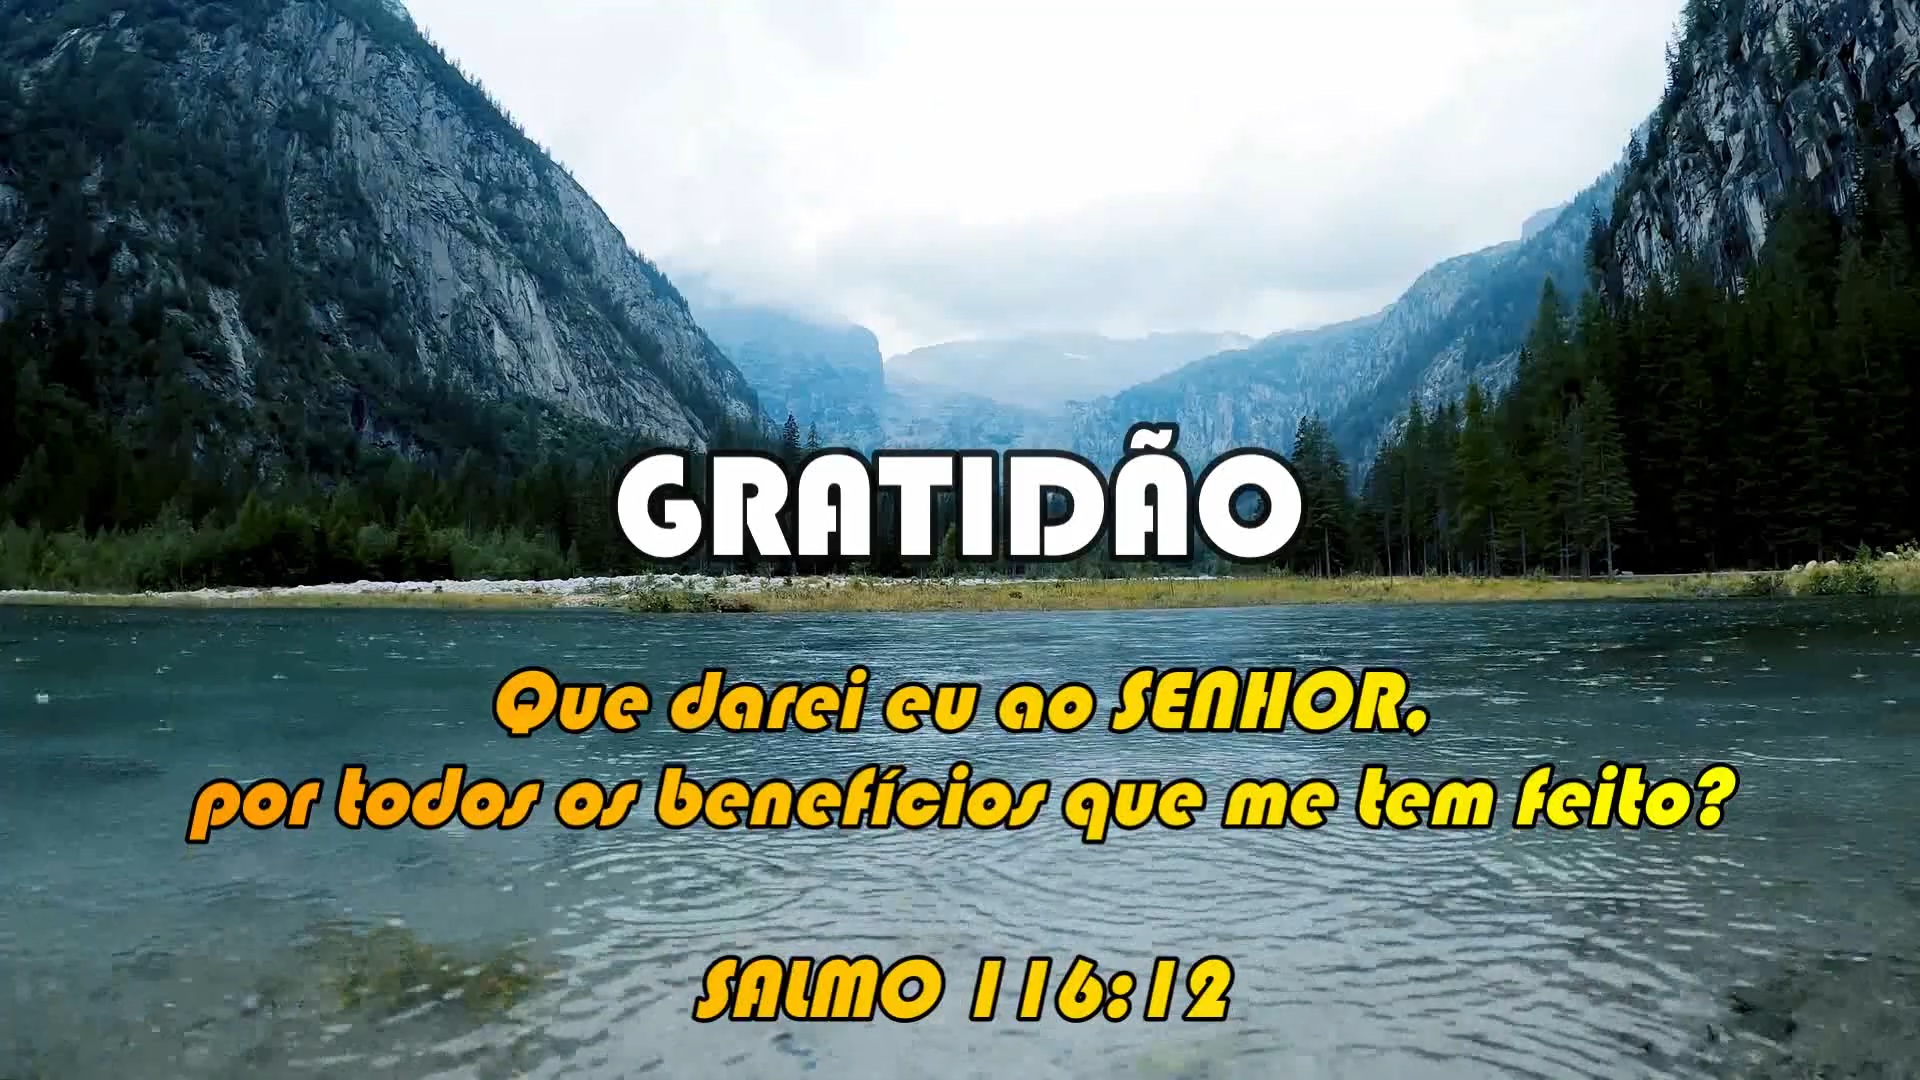 GRATIDÃO
Que darei eu ao SENHOR,
por todos os benefícios que me tem feito?
SALMO 116:12